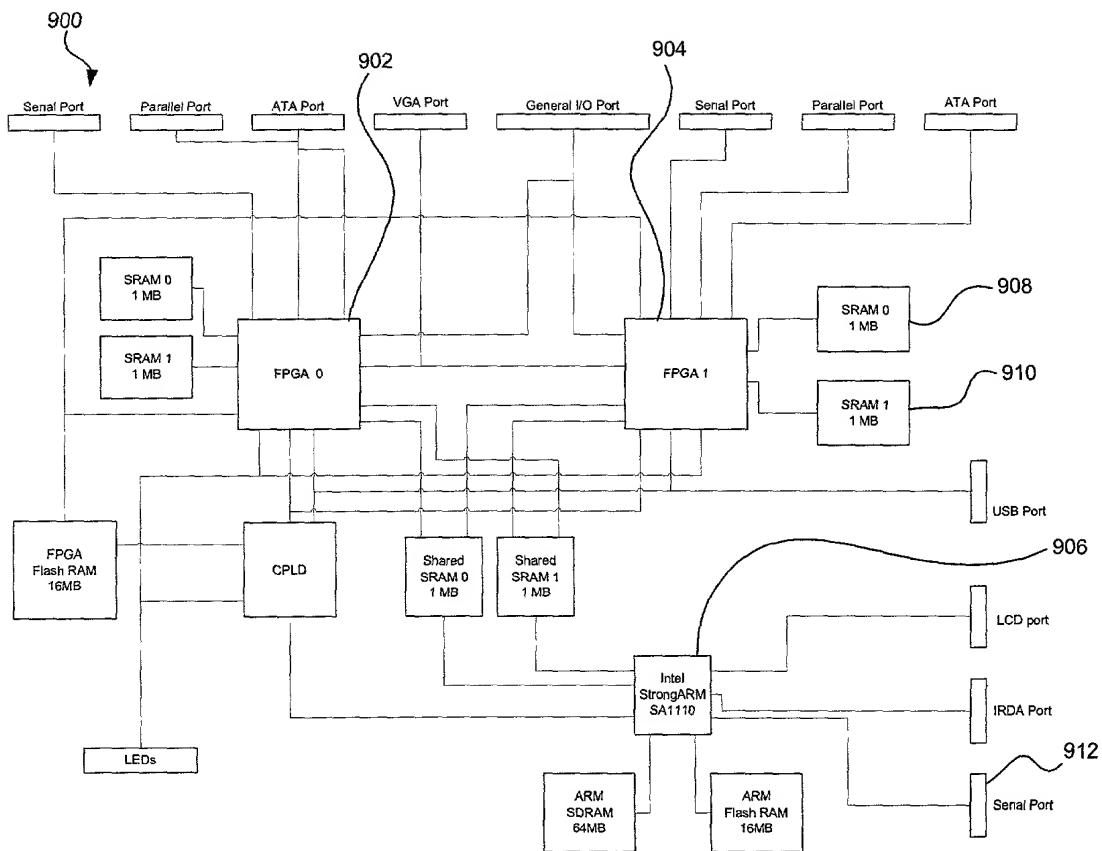 900
902
904
Serial Port
Parallel Port
ATA Port
VGA Port
General I/O Port
Serial Port
Parallel Port
ATA Port
SRAM 0
1 MB
SRAM 1
1 MB
FPGA 0
FPGA 1
SRAM 0
1 MB
908
SRAM 1
1 MB
910
USB Port
FPGA
Flash RAM
16MB
CPLD
Shared
SRAM 0
1 MB
Shared
SRAM 1
1 MB
906
LCD port
Intel
StrongARM
SA1110
IRDA Port
LEDs
912
Serial Port
ARM
SDRAM
64MB
ARM
Flash RAM
16MB